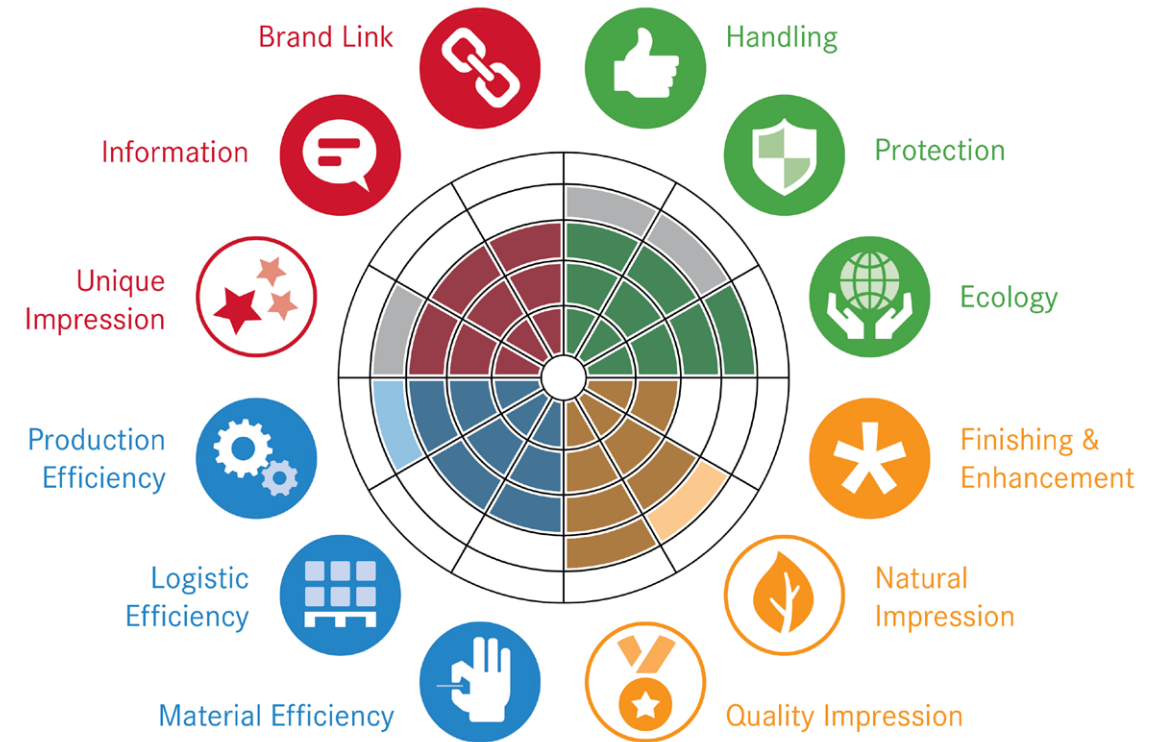 Brand Link
Handling
Information
Protection
Unique
Impression
Ecology
Production
Efficiency
Finishing &
Enhancement
Logistic
Efficiency
Natural
Impression
Material Efficiency
Quality Impression